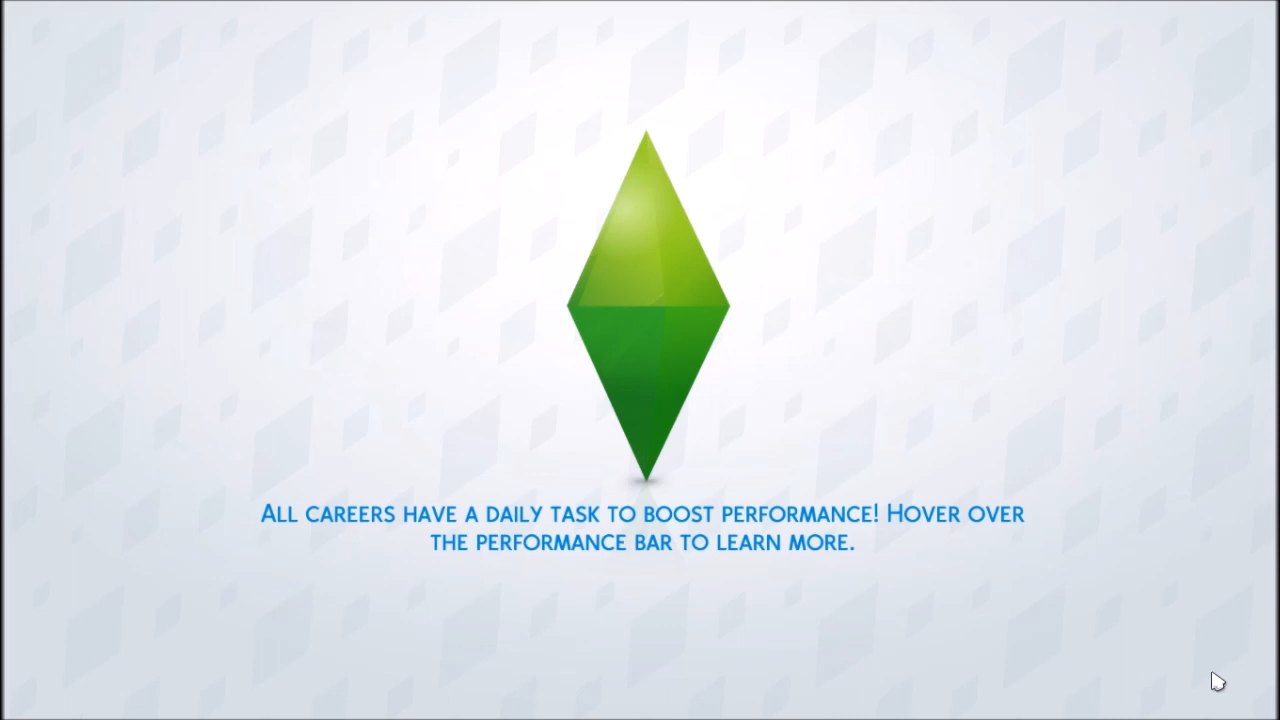 All careers have a daily task to boost performance! Hover over
the performance bar to learn more.